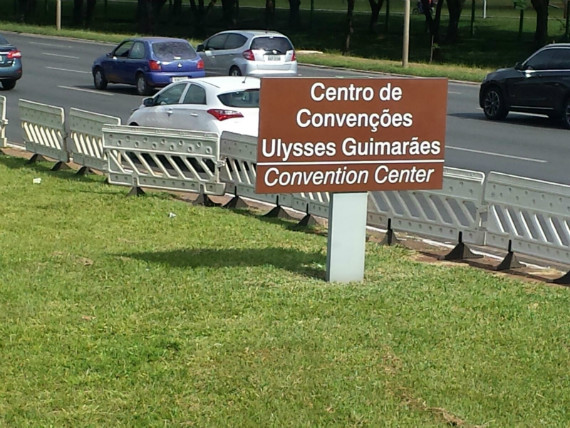 Centro de
Convenções
Ulysses Guimarães
Convention Center